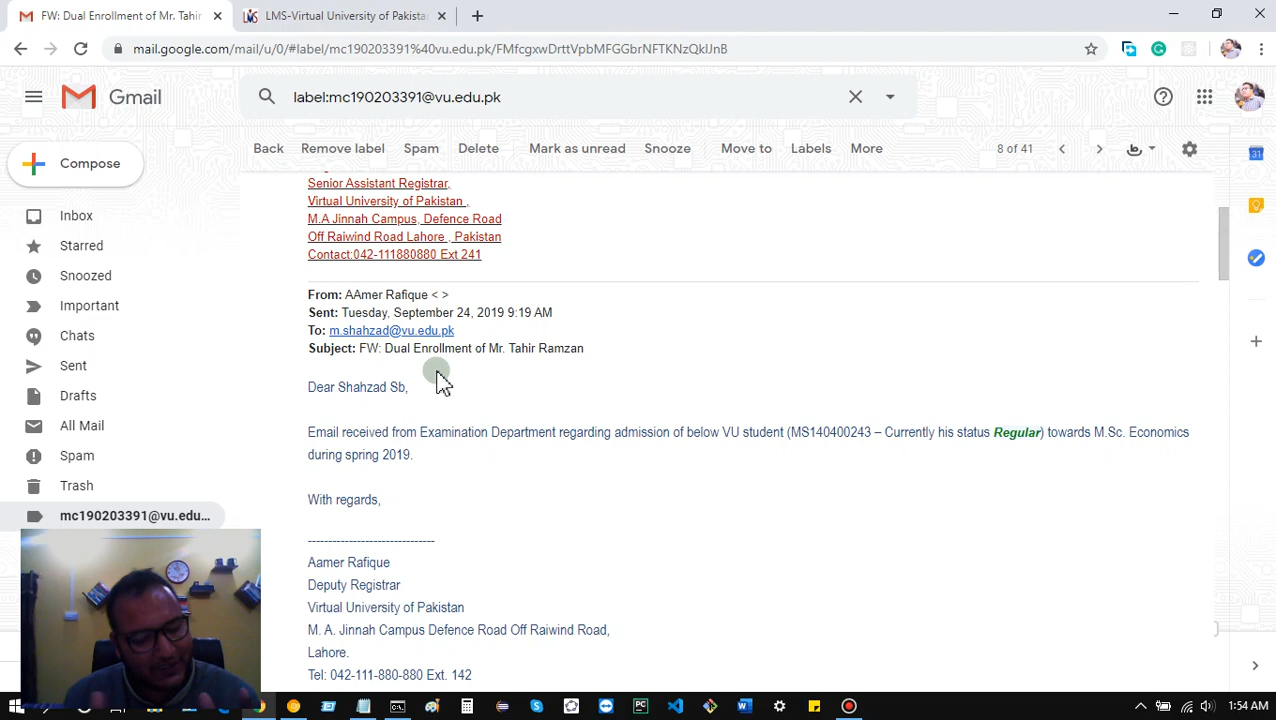 FW: Dual Enrollment of Mr. Tahir
LMS-Virtual University of Pakista
mail.google.com/mail/u/0/#label/mc190203391%40vu.edu.pk/FMfcgxwDrttVpbMFGGbrNFTKNzQkIJnB
Gmail
label:mc190203391@vu.edu.pk
Compose
Back Remove label Spam Delete Mark as unread Snooze Move to Labels More 8 of 41
Inbox
Starred
Snoozed
Important
Chats
Sent
Drafts
All Mail
Spam
Trash
mc190203391@vu.edu...
Senior Assistant Registrar,
Virtual University of Pakistan ,
M.A Jinnah Campus, Defence Road
Off Raiwind Road Lahore , Pakistan
Contact:042-111880880 Ext 241
From: AAmer Rafique < >
Sent: Tuesday, September 24, 2019 9:19 AM
To: m.shahzad@vu.edu.pk
Subject: FW: Dual Enrollment of Mr. Tahir Ramzan
Dear Shahzad Sb,
Email received from Examination Department regarding admission of below VU student (MS140400243 – Currently his status Regular) towards M.Sc. Economics
during spring 2019.
With regards,
------------------------------
Aamer Rafique
Deputy Registrar
Virtual University of Pakistan
M. A. Jinnah Campus Defence Road Off Raiwind Road,
Lahore.
Tel: 042-111-880-880 Ext. 142
31
1:54 AM